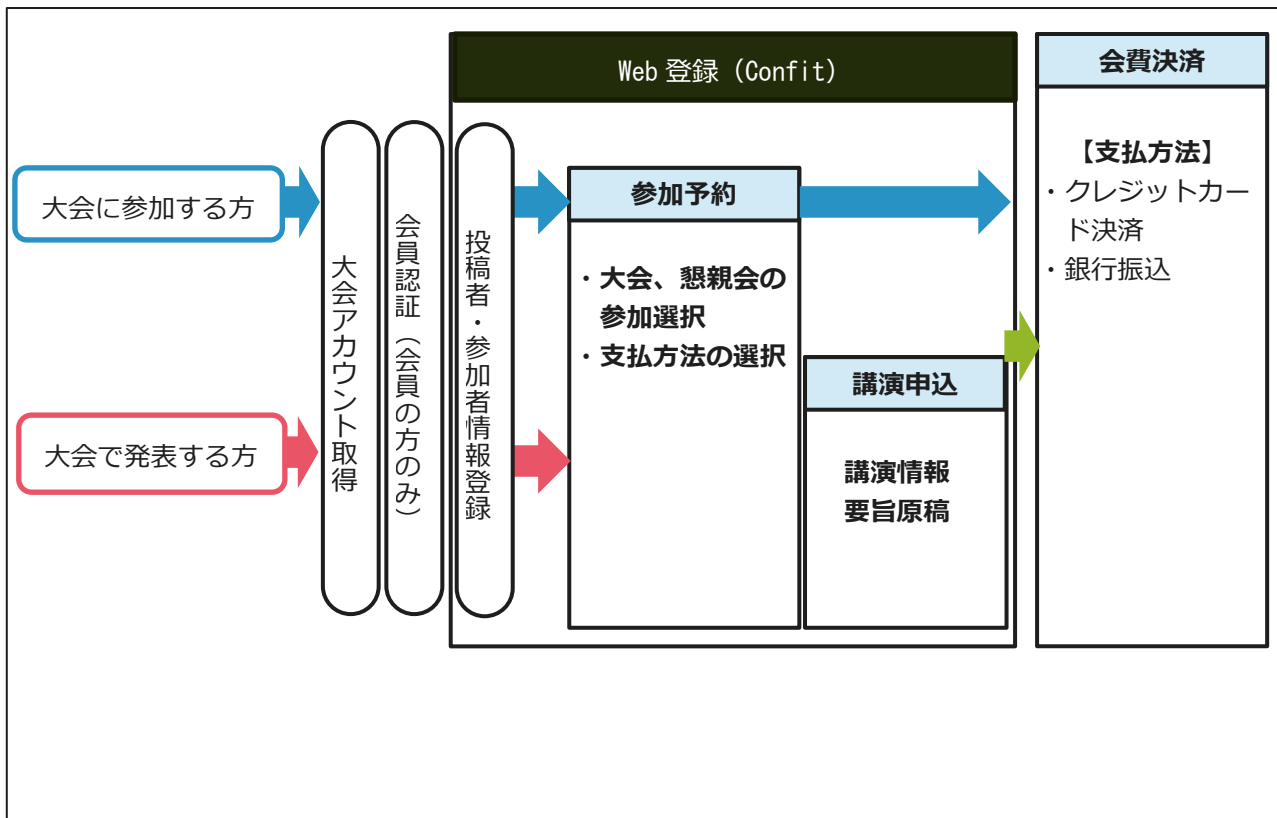 Web 登録（Confit）
会費決済
大会に参加する方
大会で発表する方
大会アカウント取得
会員認証（会員の方のみ）
投稿者・参加者情報登録
参加予約
・大会、懇親会の
参加選択
・支払方法の選択
講演申込
講演情報
要旨原稿
【支払方法】
・クレジットカー
ド決済
・銀行振込